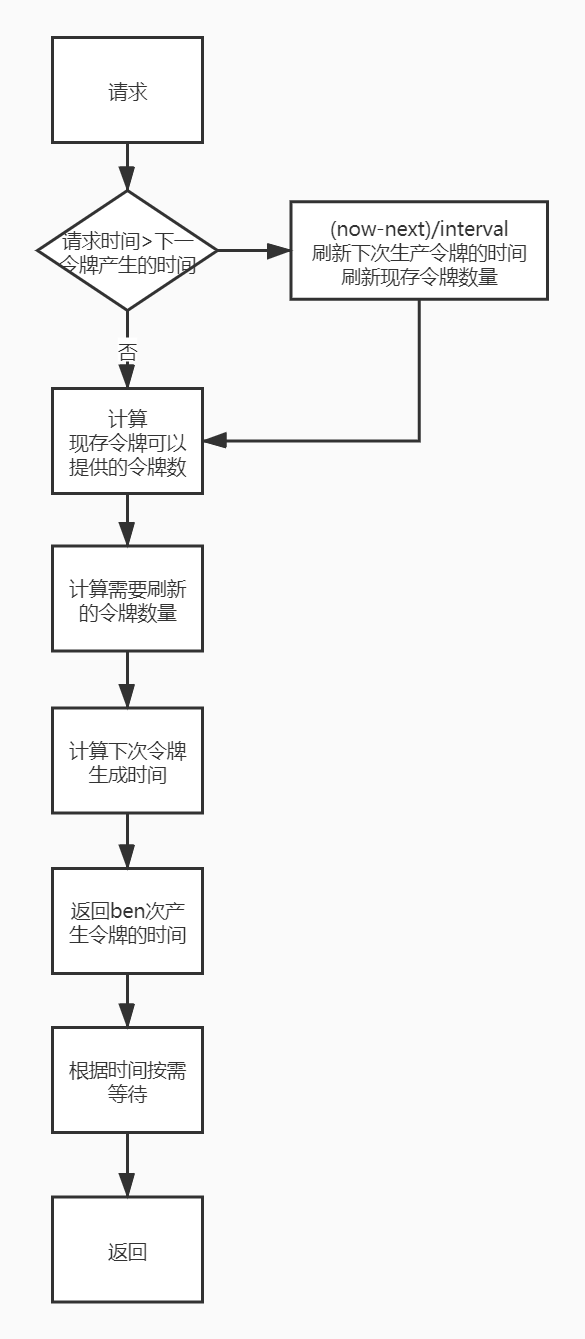 请求
请求时间>下一
令牌产生的时间
(now-next)/interval
刷新下次生产令牌的时间
刷新现存令牌数量
否
计算
现存令牌可以
提供的令牌数
计算需要刷新
的令牌数量
计算下次令牌
生成时间
返回ben次产
生令牌的时间
根据时间按需
等待
返回